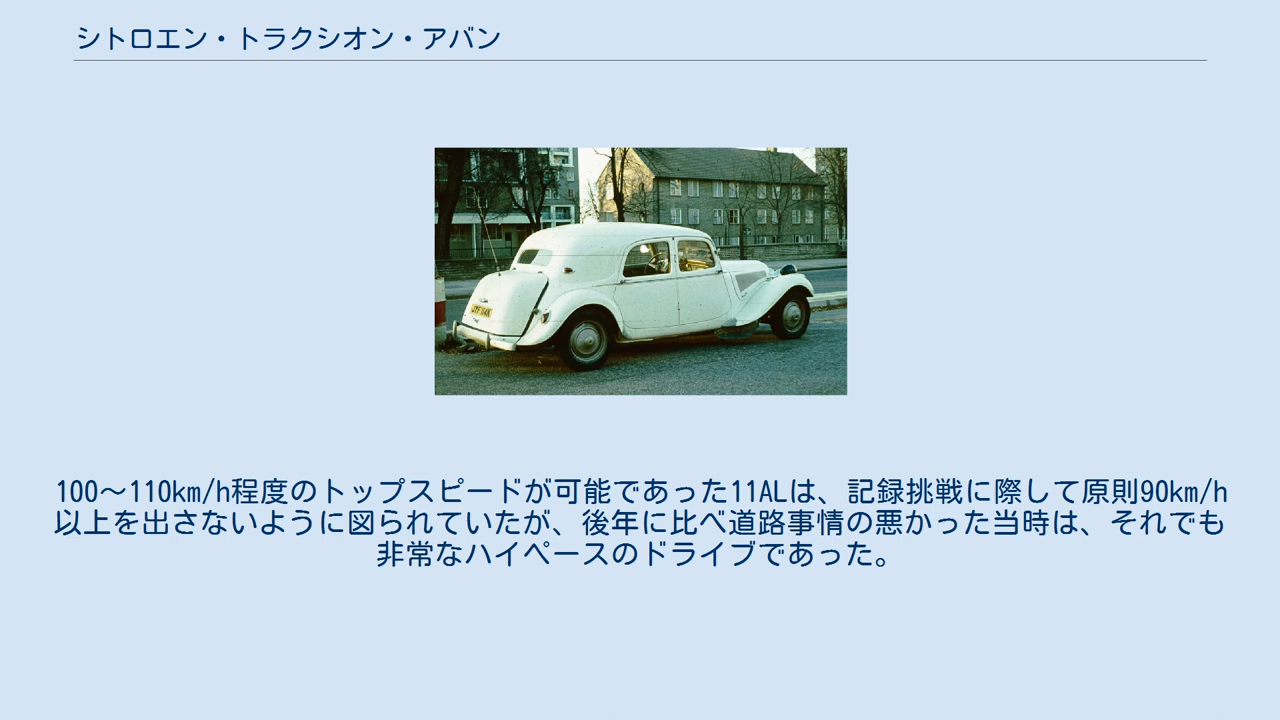 シトロエン・トラクシオン・アバン
100〜110km/h程度のトップスピードが可能であった11ALは、記録挑戦に際して原則90km/h
以上を出さないように図られていたが、後年に比べ道路事情の悪かった当時は、それでも
非常なハイペースのドライブであった。